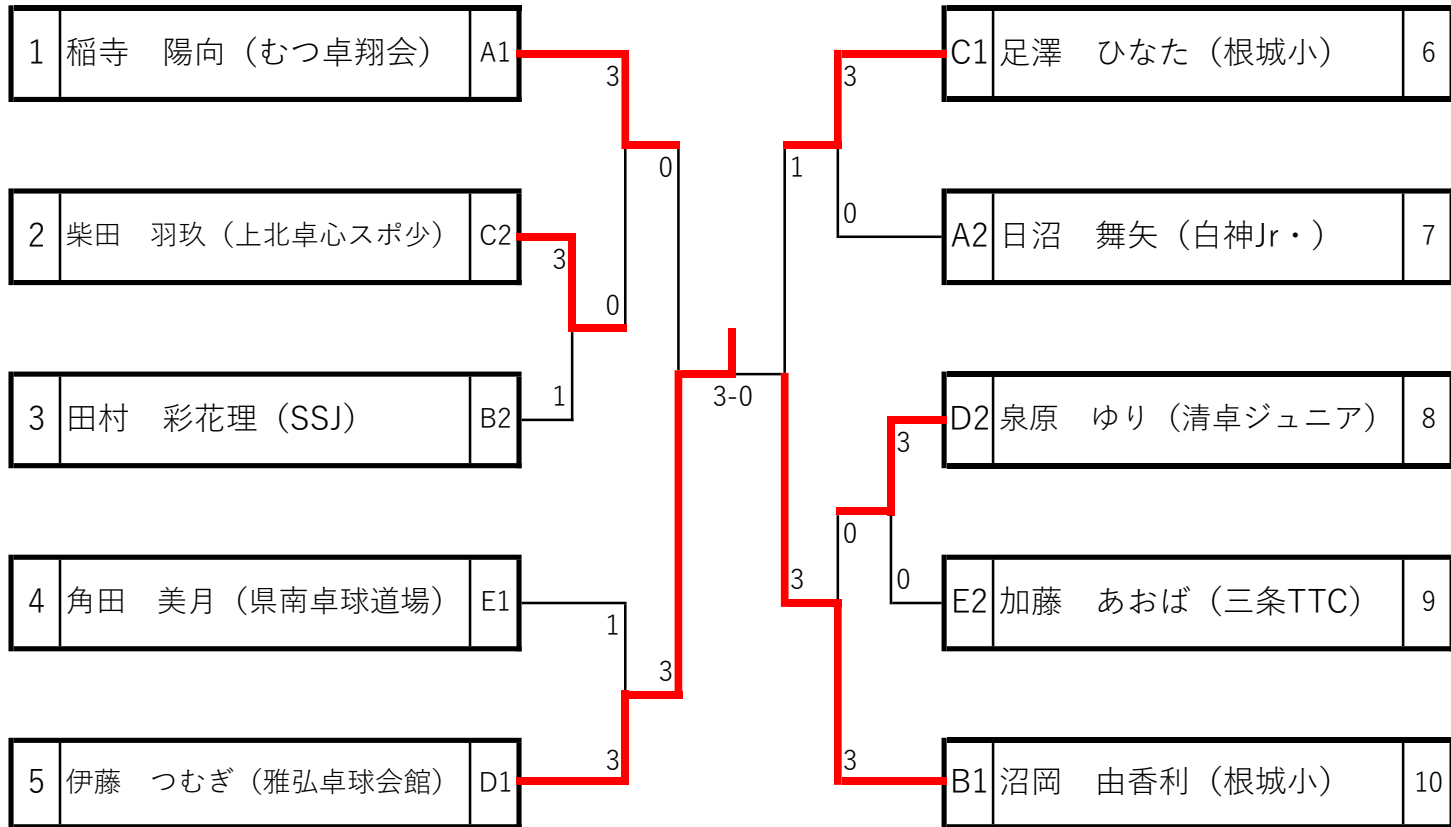 1 稲寺　陽向（むつ卓翔会） A1
3
0
2 柴田　羽玖（上北卓心スポ少） C2
3
0
1
3 田村　彩花理（SSJ） B2
4 角田　美月（県南卓球道場） E1
1
3
3
5 伊藤　つむぎ（雅弘卓球会館） D1
3-0
C1 足澤　ひなた（根城小） 6
3
1
0
A2 日沼　舞矢（白神Jr・） 7
D2 泉原　ゆり（清卓ジュニア） 8
3
0
3
0
E2 加藤　あおば（三条TTC） 9
3
B1 沼岡　由香利（根城小） 10